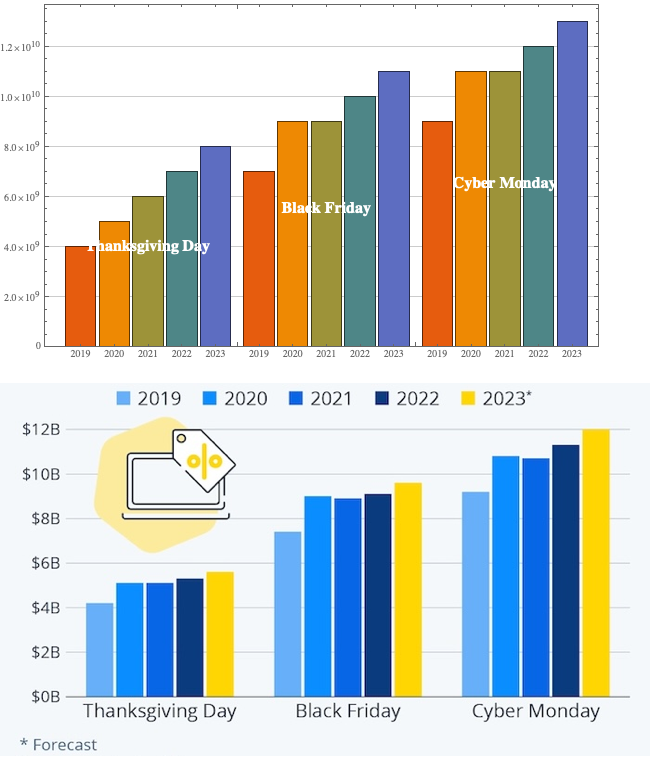 1.2×10^10
1.0×10^10
8.0×10^9
6.0×10^9
4.0×10^9
2.0×10^9
0
Thanksgiving Day
Black Friday
Cyber Monday
2019 2020 2021 2022 2023 2019 2020 2021 2022 2023 2019 2020 2021 2022 2023
2019 2020 2021 2022 2023*
$12B
$10B
$8B
$6B
$4B
$2B
$0B
Thanksgiving Day Black Friday Cyber Monday
* Forecast